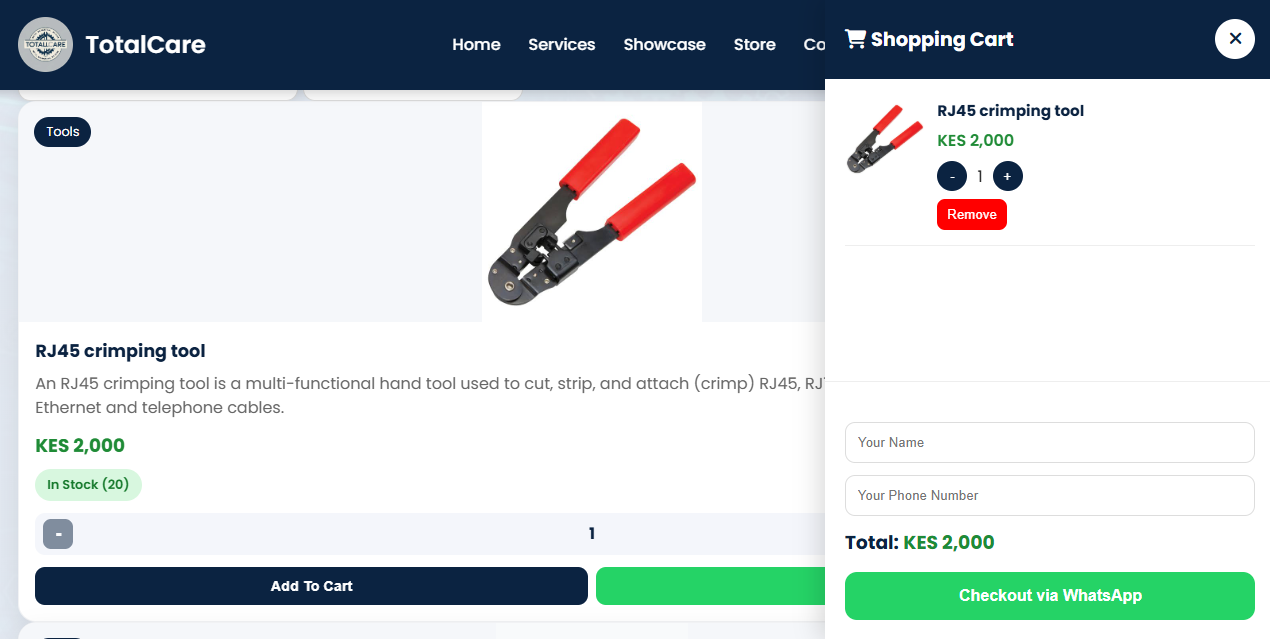 TOTALCARE
TotalCare
Home Services Showcase Store Co
Shopping Cart
×
Tools
RJ45 crimping tool
An RJ45 crimping tool is a multi-functional hand tool used to cut, strip, and attach (crimp) RJ45,
Ethernet and telephone cables.
KES 2,000
In Stock (20)
-
1
Add To Cart
RJ45 crimping tool
KES 2,000
- 1 +
Remove
Your Name
Your Phone Number
Total: KES 2,000
Checkout via WhatsApp